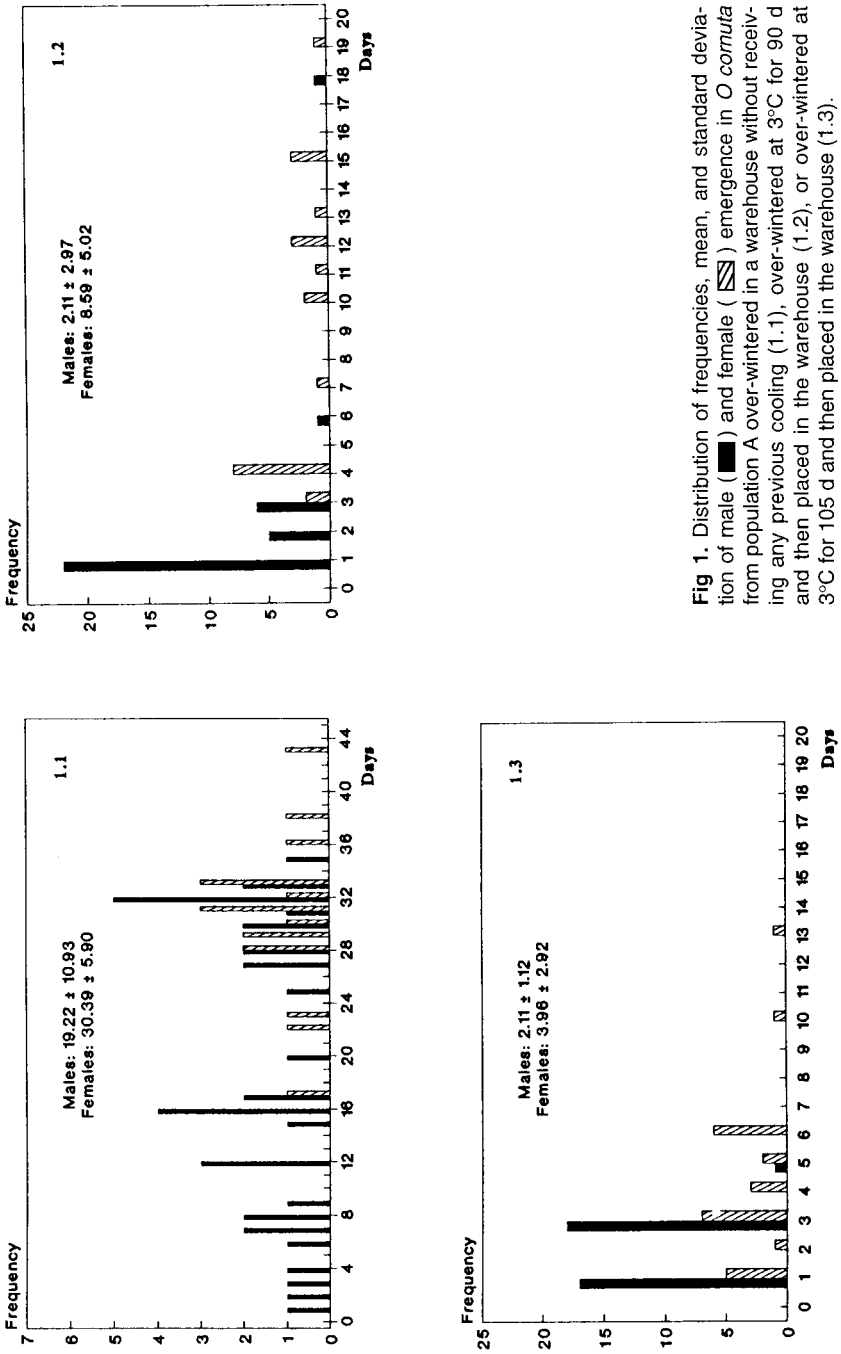 Frequency
7
6
5
4
3
2
1
0
1.1
Males: 19.22 ± 10.93
Females: 30.39 ± 5.90
0 4 8 12 16 20 24 28 32 36 40 44
Days
Frequency
25
20
15
10
5
0
1.2
Males: 2.11 ± 2.97
Females: 8.59 ± 5.02
0 1 2 3 4 5 6 7 8 9 10 11 12 13 14 15 16 17 18 19 20
Days
Frequency
25
20
15
10
5
0
1.3
Males: 2.11 ± 1.12
Females: 3.96 ± 2.92
0 1 2 3 4 5 6 7 8 9 10 11 12 13 14 15 16 17 18 19 20
Days
Fig 1. Distribution of frequencies, mean, and standard devia-
tion of male ( ) and female ( ) emergence in O cornuta
from population A over-wintered in a warehouse without receiv-
ing any previous cooling (1.1), over-wintered at 3°C for 90 d
and then placed in the warehouse (1.2), or over-wintered at
3°C for 105 d and then placed in the warehouse (1.3).